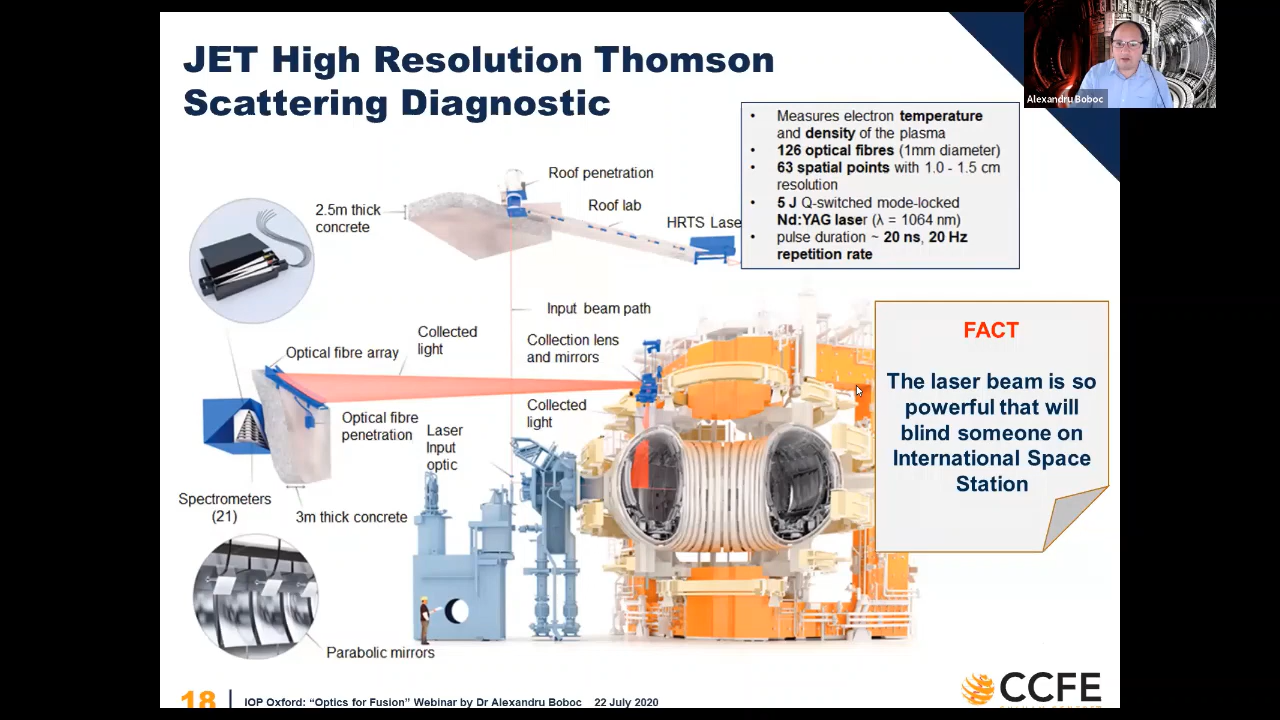 JET High Resolution Thomson
Scattering Diagnostic
Alexandru Boboc
• Measures electron temperature
and density of the plasma
• 126 optical fibres (1mm diameter)
• 63 spatial points with 1.0 - 1.5 cm
resolution
• 5 J Q-switched mode-locked
Nd:YAG laser (λ = 1064 nm)
• pulse duration ~ 20 ns, 20 Hz
repetition rate
Roof penetration
2.5m thick
concrete
Roof lab
HRTS Lase
Input beam path
Collected
light
Collection lens
and mirrors
Optical fibre array
Optical fibre
penetration
Collected
light
Laser
Input
optic
Spectrometers
(21)
3m thick concrete
Parabolic mirrors
FACT
The laser beam is so
powerful that will
blind someone on
International Space
Station
18
IOP Oxford: “Optics for Fusion” Webinar by Dr Alexandru Boboc 22 July 2020
CCFE